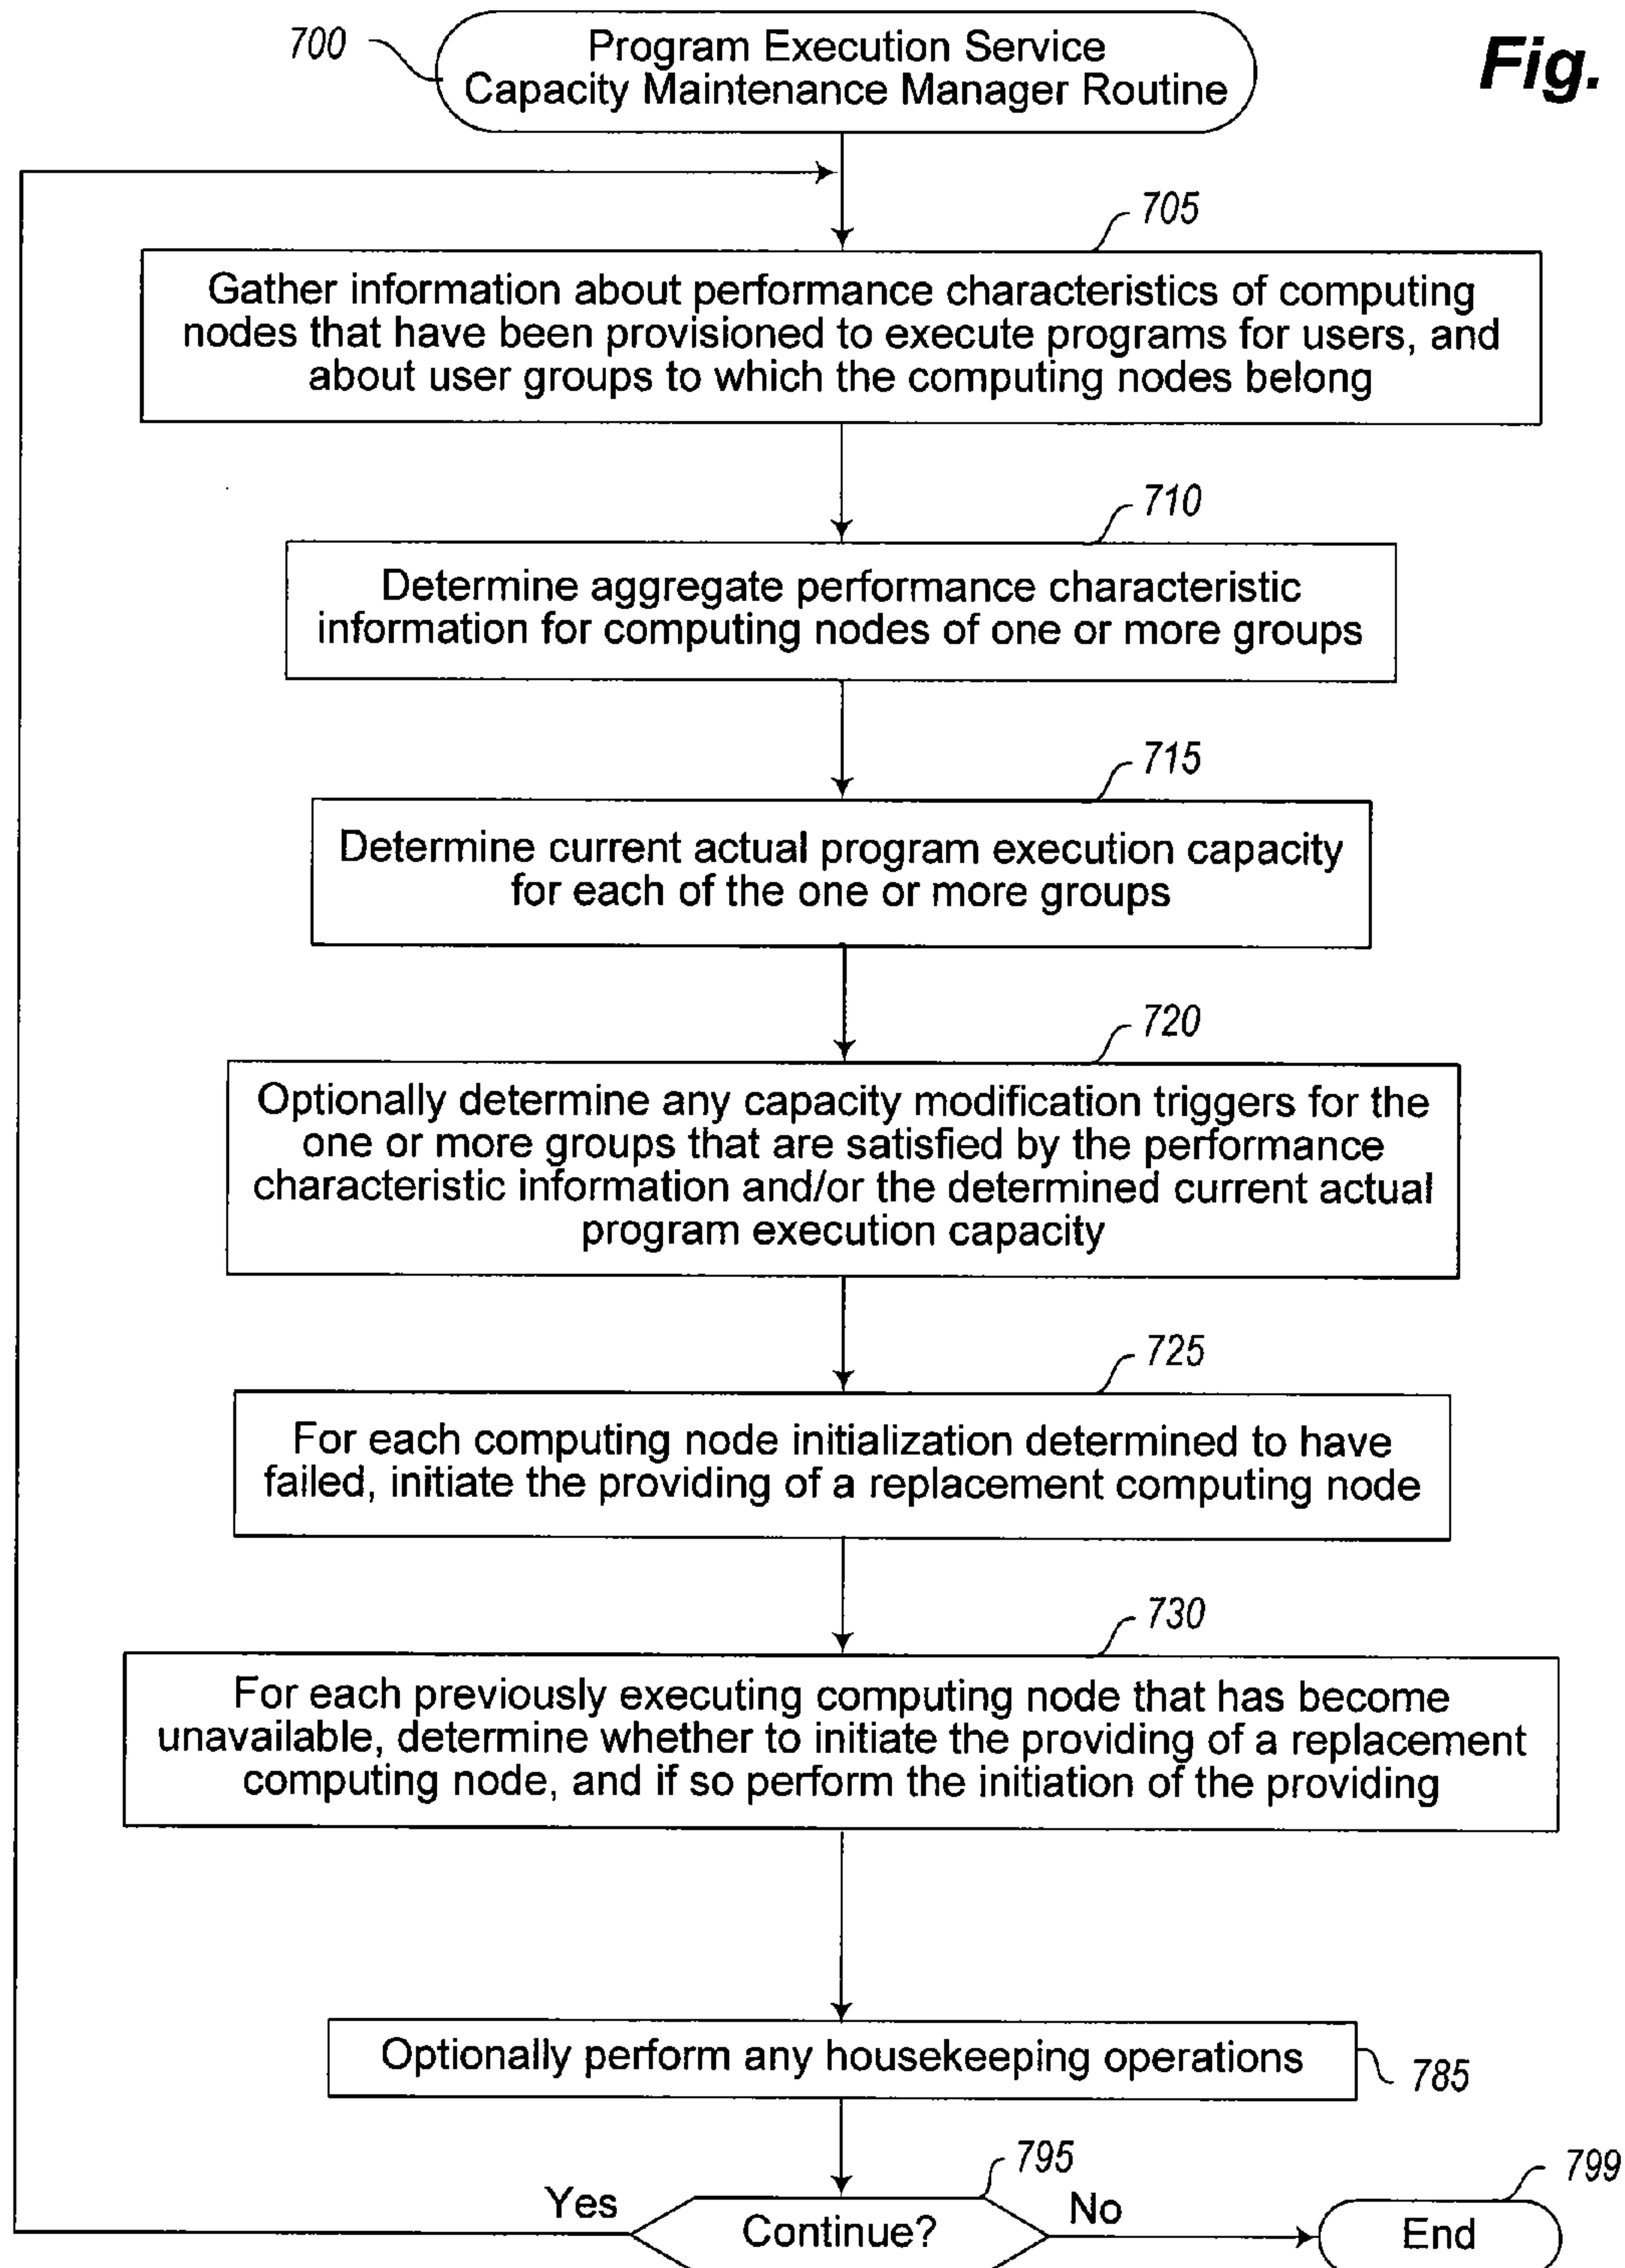 700
Program Execution Service
Capacity Maintenance Manager Routine
Fig.
705
Gather information about performance characteristics of computing
nodes that have been provisioned to execute programs for users, and
about user groups to which the computing nodes belong
710
Determine aggregate performance characteristic
information for computing nodes of one or more groups
715
Determine current actual program execution capacity
for each of the one or more groups
720
Optionally determine any capacity modification triggers for the
one or more groups that are satisfied by the performance
characteristic information and/or the determined current actual
program execution capacity
725
For each computing node initialization determined to have
failed, initiate the providing of a replacement computing node
730
For each previously executing computing node that has become
unavailable, determine whether to initiate the providing of a replacement
computing node, and if so perform the initiation of the providing
Optionally perform any housekeeping operations
785
795
799
Yes
Continue?
No
End